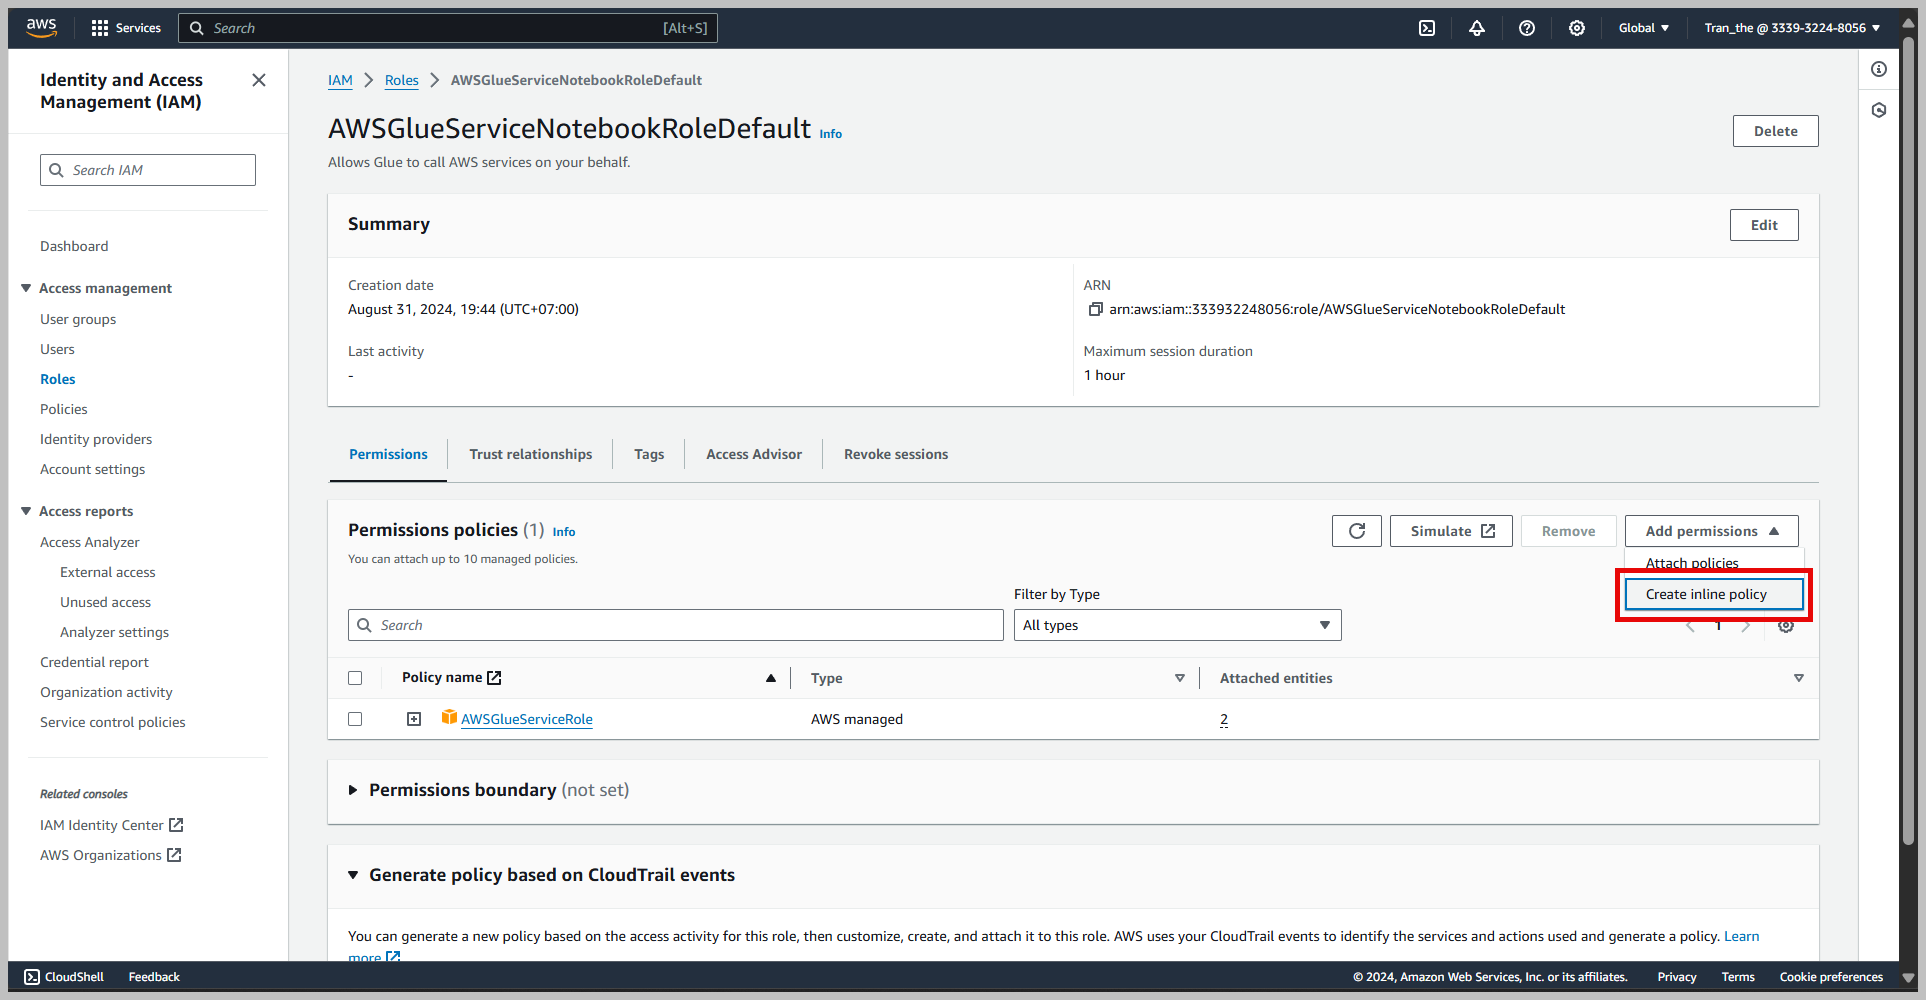 aws
Services
Search
[Alt+S]
Global
Tran_the @ 3339-3224-8056
Identity and Access
Management (IAM)
Search IAM
Dashboard
Access management
User groups
Users
Roles
Policies
Identity providers
Account settings
Access reports
Access Analyzer
External access
Unused access
Analyzer settings
Credential report
Organization activity
Service control policies
Related consoles
IAM Identity Center
AWS Organizations
IAM
Roles
AWSGlueServiceNotebookRoleDefault
AWSGlueServiceNotebookRoleDefault Info
Delete
Allows Glue to call AWS services on your behalf.
Summary
Edit
Creation date
August 31, 2024, 19:44 (UTC+07:00)
ARN
arn:aws:iam::333932248056:role/AWSGlueServiceNotebookRoleDefault
Last activity
-
Maximum session duration
1 hour
Permissions
Trust relationships
Tags
Access Advisor
Revoke sessions
Permissions policies (1) Info
You can attach up to 10 managed policies.
Simulate
Remove
Add permissions
Attach policies
Create inline policy
Filter by Type
Search
All types
1
Policy name
Type
Attached entities
AWSGlueServiceRole
AWS managed
2
Permissions boundary (not set)
Generate policy based on CloudTrail events
You can generate a new policy based on the access activity for this role, then customize, create, and attach it to this role. AWS uses your CloudTrail events to identify the services and actions used and generate a policy. Learn
more
CloudShell
Feedback
© 2024, Amazon Web Services, Inc. or its affiliates.
Privacy
Terms
Cookie preferences